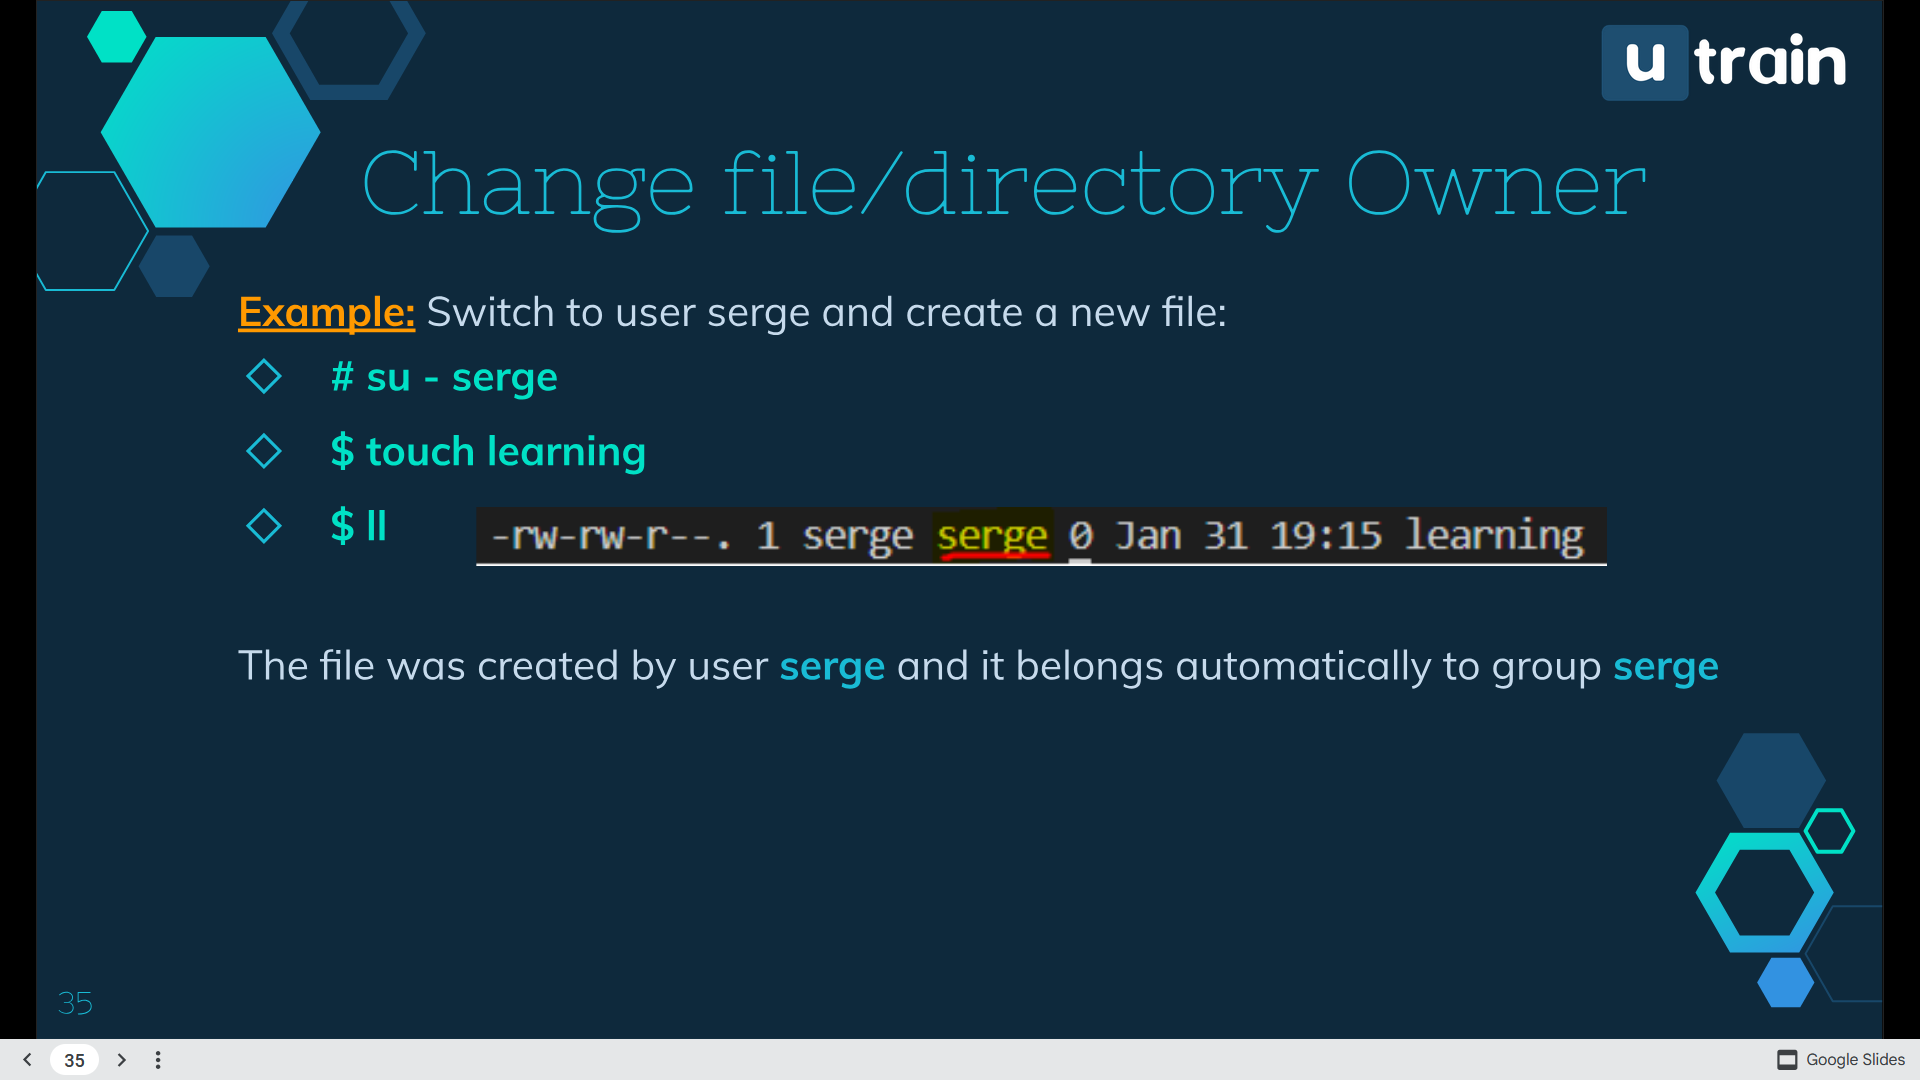 u train
Change file/directory Owner
Example: Switch to user serge and create a new file:
# su - serge
$ touch learning
$ ll
-rw-rw-r--. 1 serge serge 0 Jan 31 19:15 learning
The file was created by user serge and it belongs automatically to group serge
35
35
Google Slides